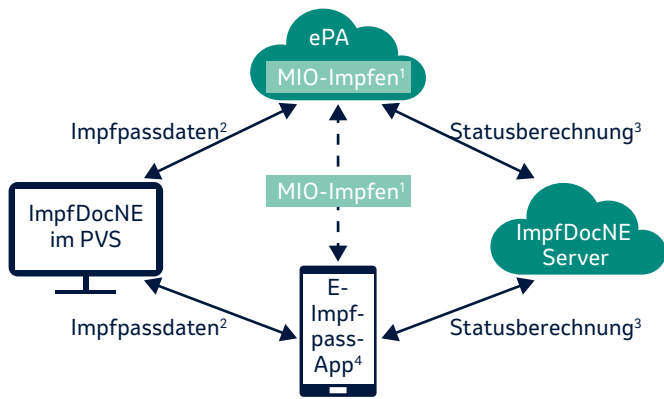 ePA
MIO-Impfen¹
Impfpassdaten²
Statusberechnung³
MIO-Impfen¹
ImpfDocNE
im PVS
ImpfDocNE
Server
E-
Impf-
pass-
App⁴
Impfpassdaten²
Statusberechnung³